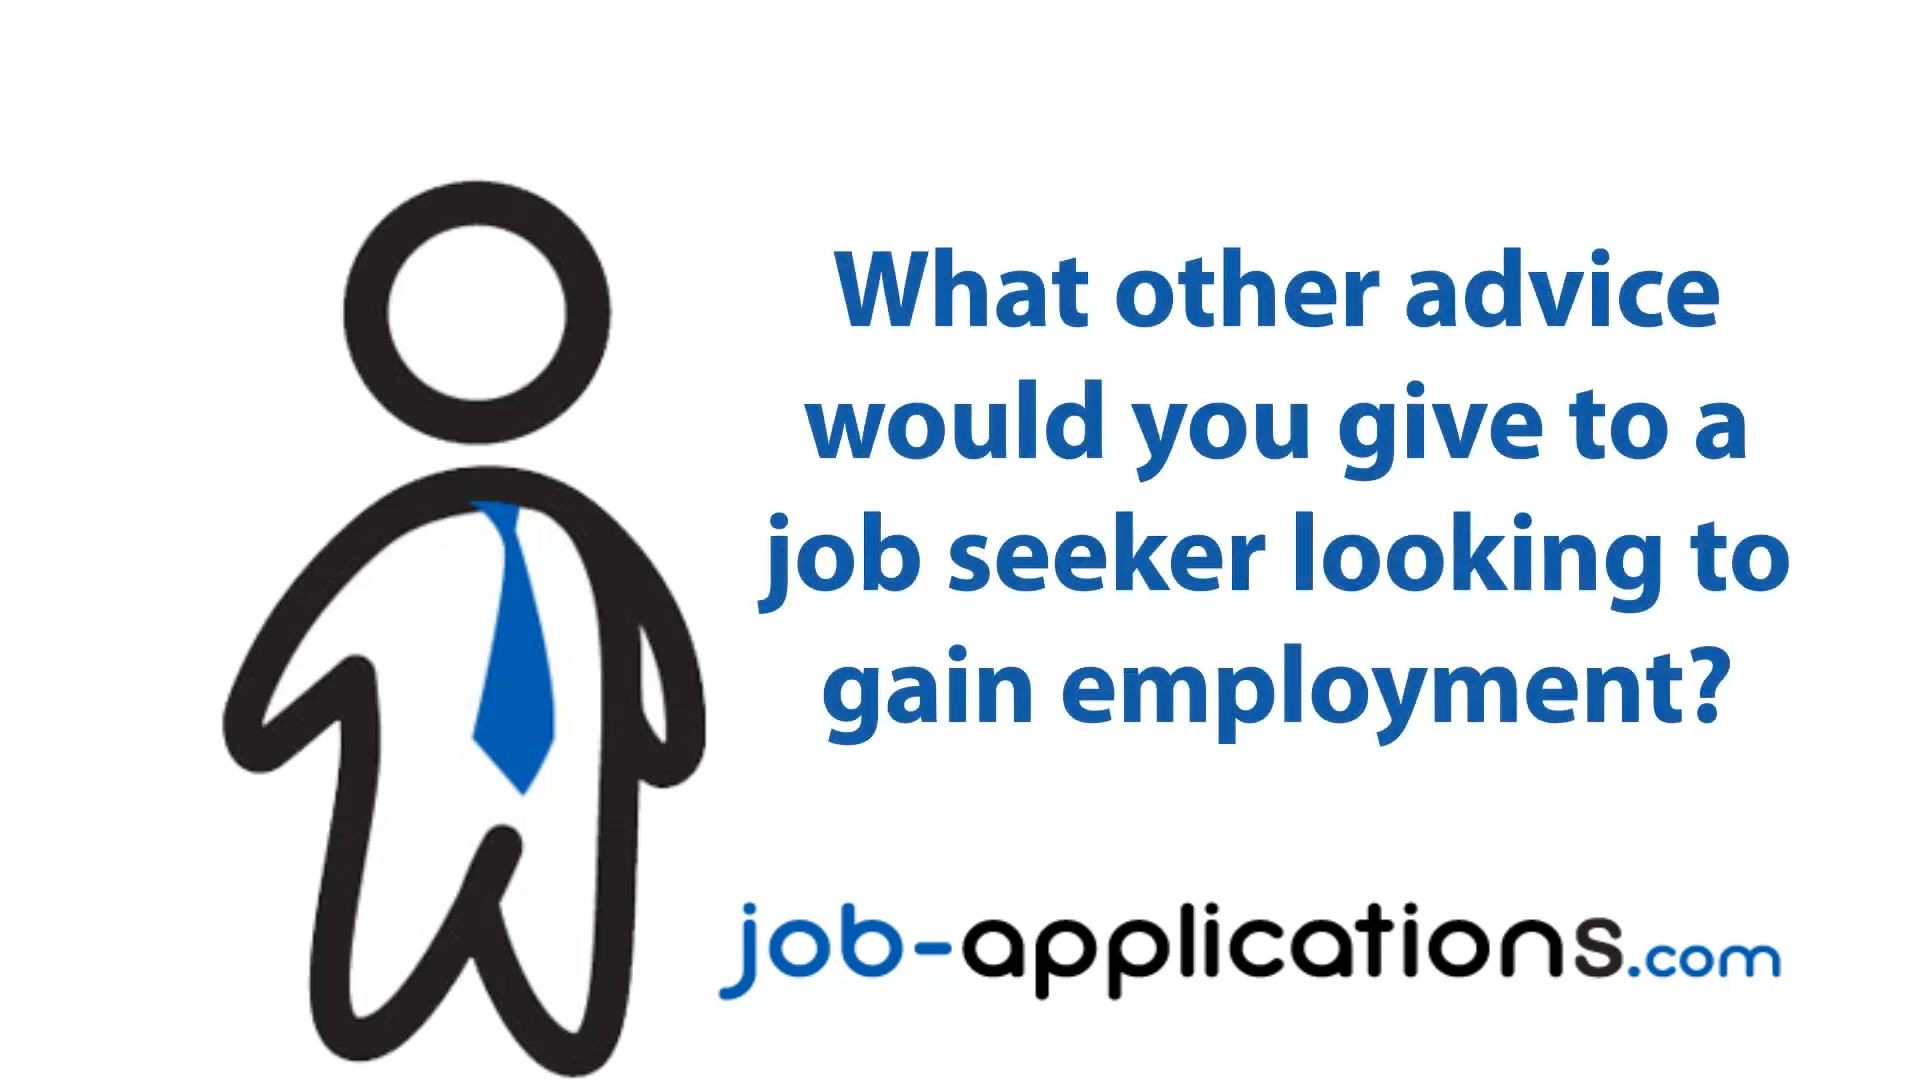 What other advice
would you give to a
job seeker looking to
gain employment?
job-applications.com